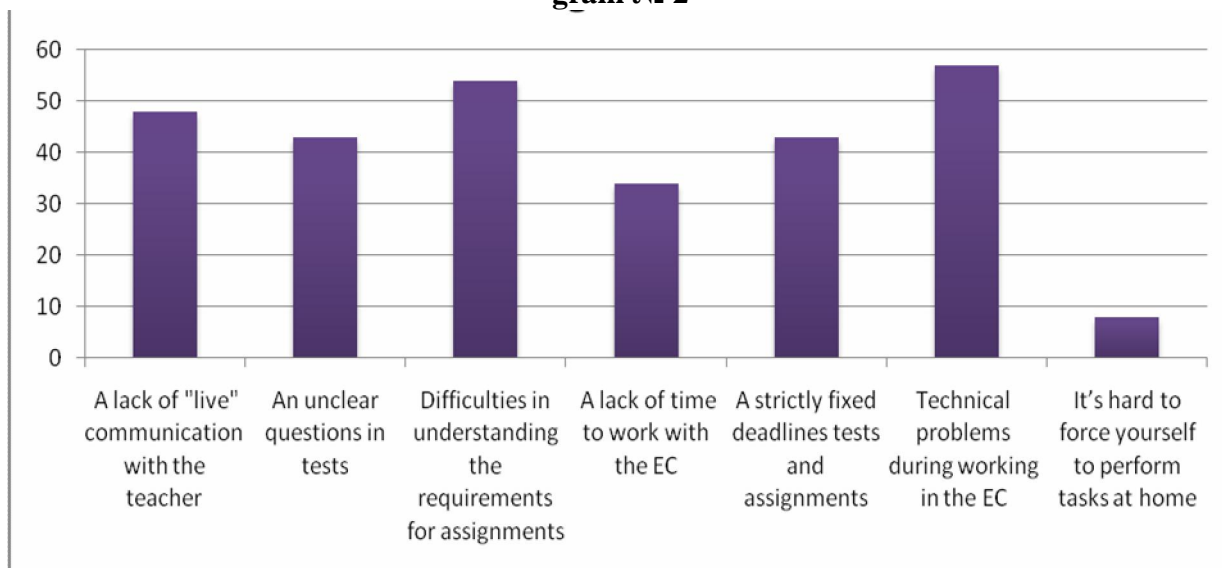 60
50
40
30
20
10
0
A lack of "live"
communication
with the
teacher
An unclear
questions in
tests
Difficulties in
understanding
the
requirements
for assignments
A lack of time
to work with
the EC
A strictly fixed
deadlines tests
and
assignments
Technical
problems
during working
in the EC
It’s hard to
force yourself
to perform
tasks at home